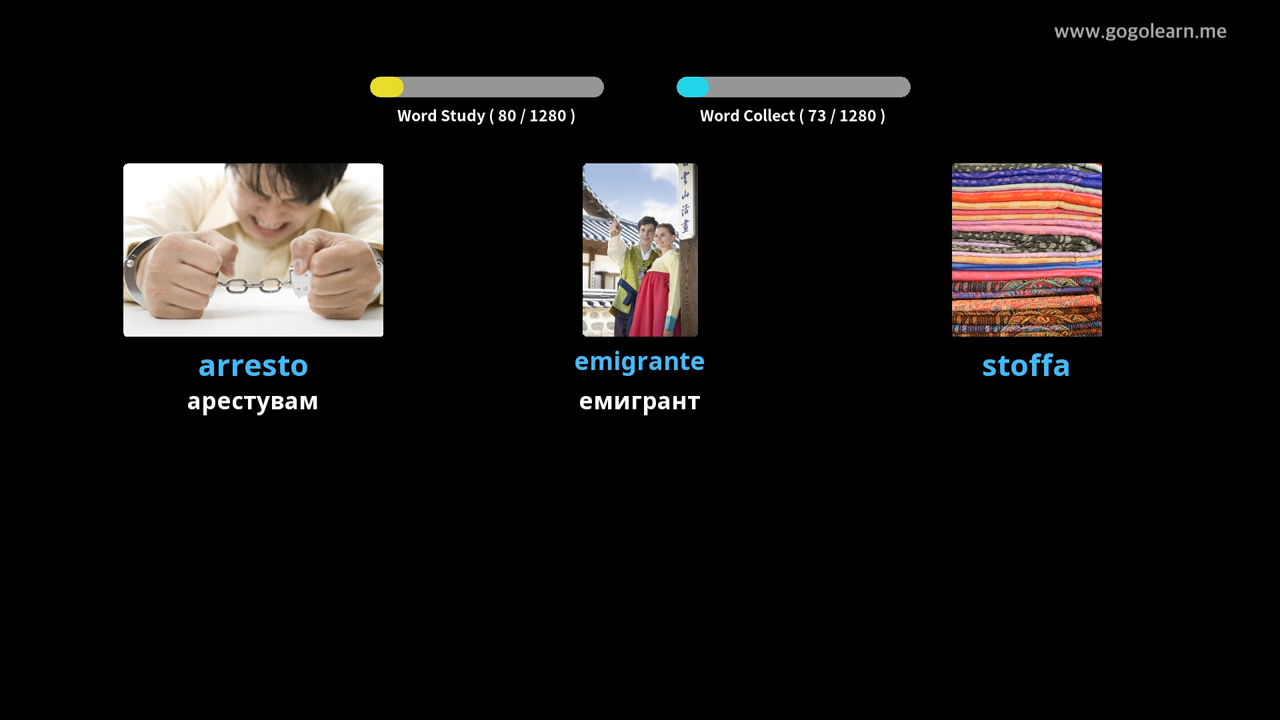 www.gogolearn.me
Word Study ( 80 / 1280 )
Word Collect ( 73 / 1280 )
arresto
арестувам
emigrante
емигрант
stoffa